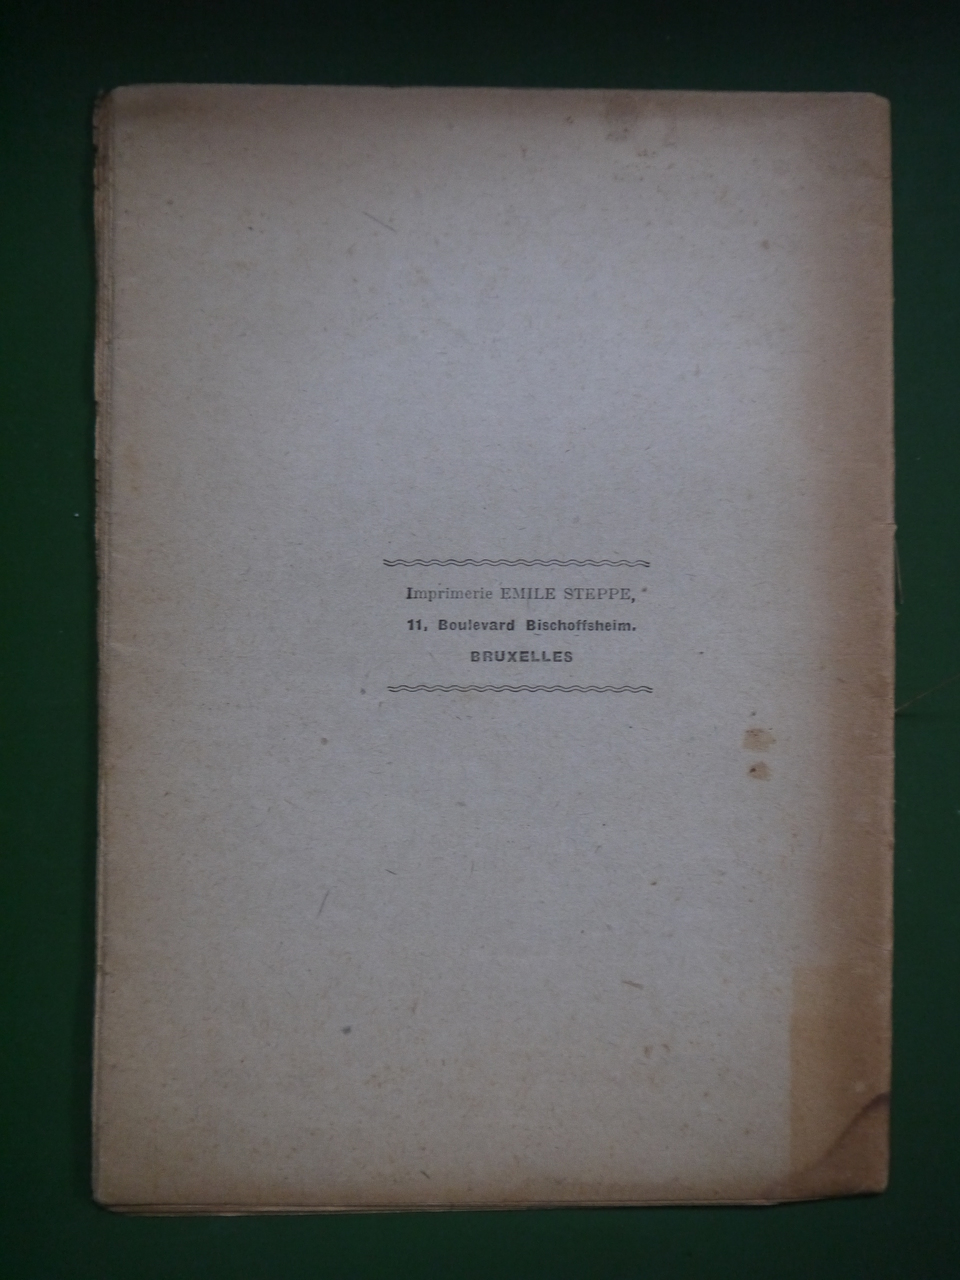 Imprimerie EMILE STEPPE,
11, Boulevard Bischoffsheim.
BRUXELLES